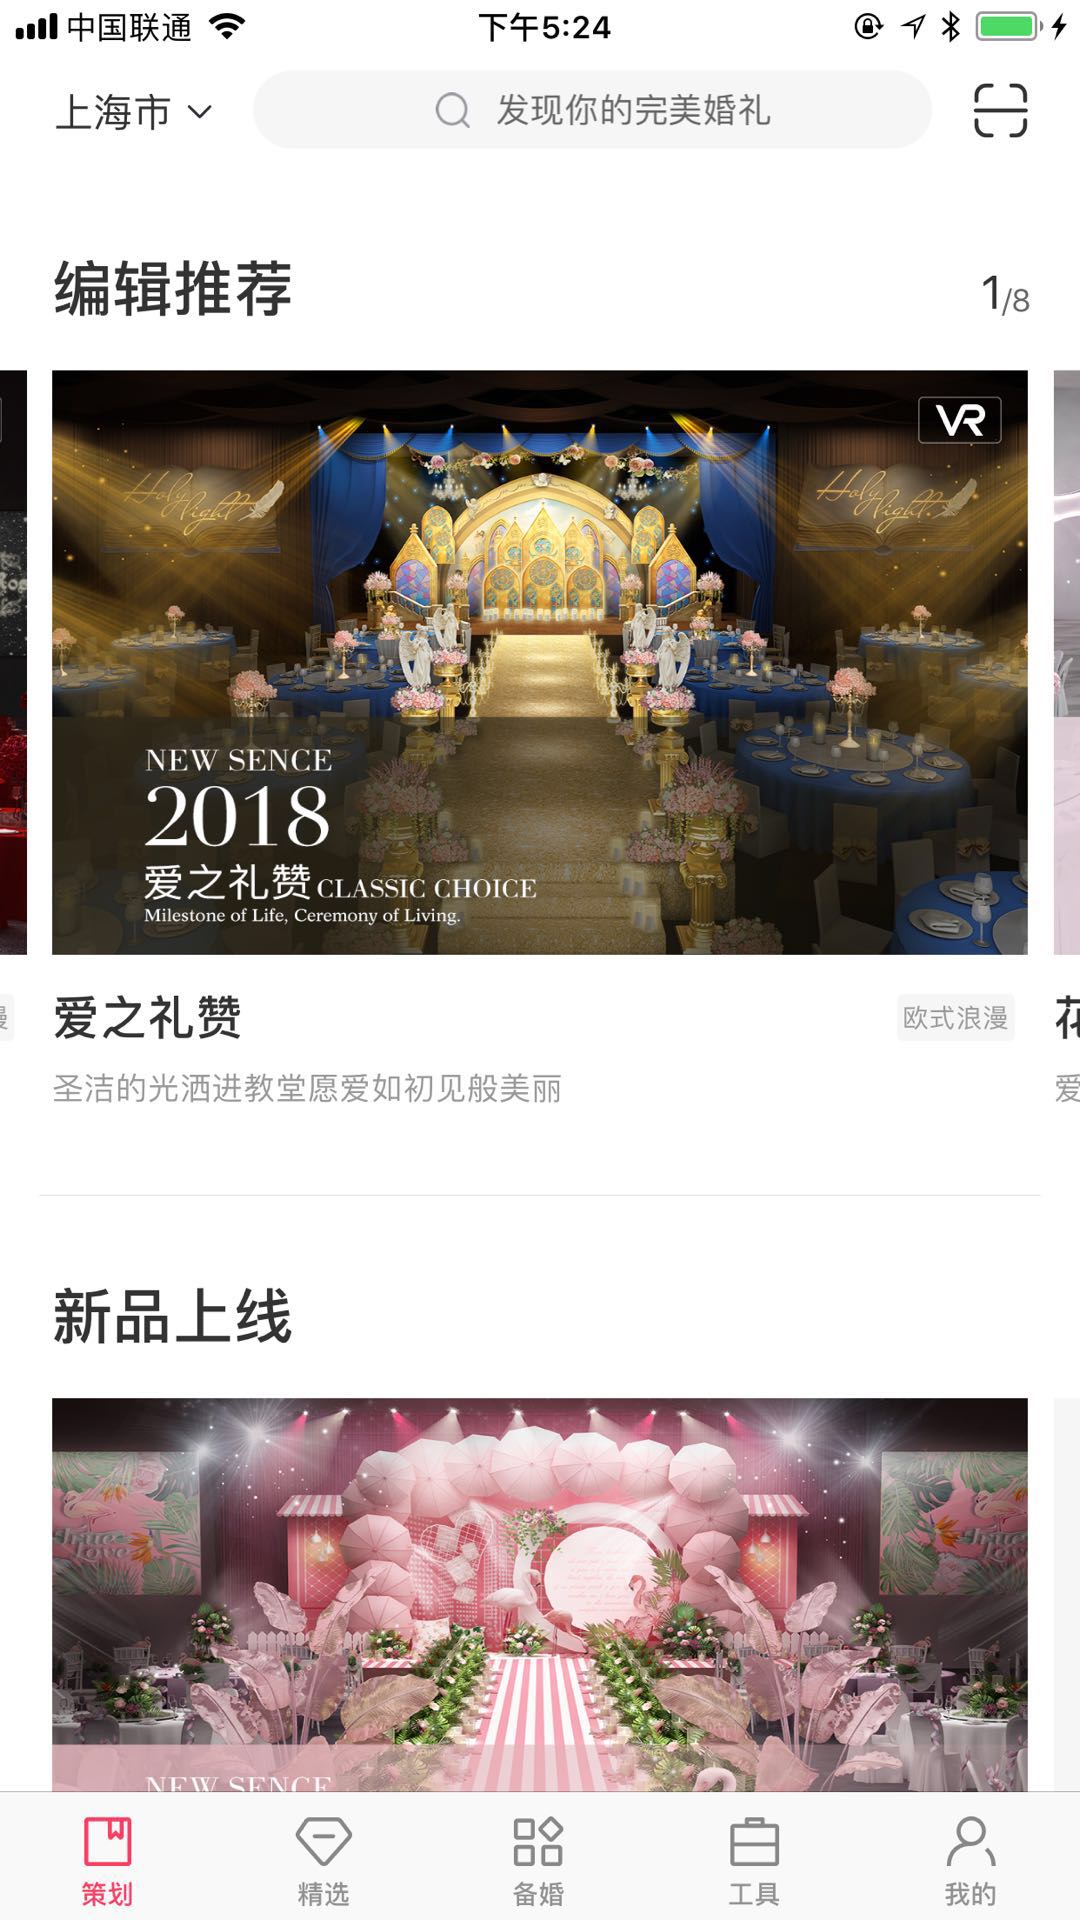 中国联通
下午5:24
上海市
发现你的完美婚礼
编辑推荐
1/8
VR
Holy Night
Holy Night
NEW SENCE
2018
爱之礼赞 CLASSIC CHOICE
Milestone of Life, Ceremony of Living.
爱之礼赞
欧式浪漫
花
圣洁的光洒进教堂愿爱如初见般美丽
爱
新品上线
love
love
NEW SENCE
策划
精选
备婚
工具
我的